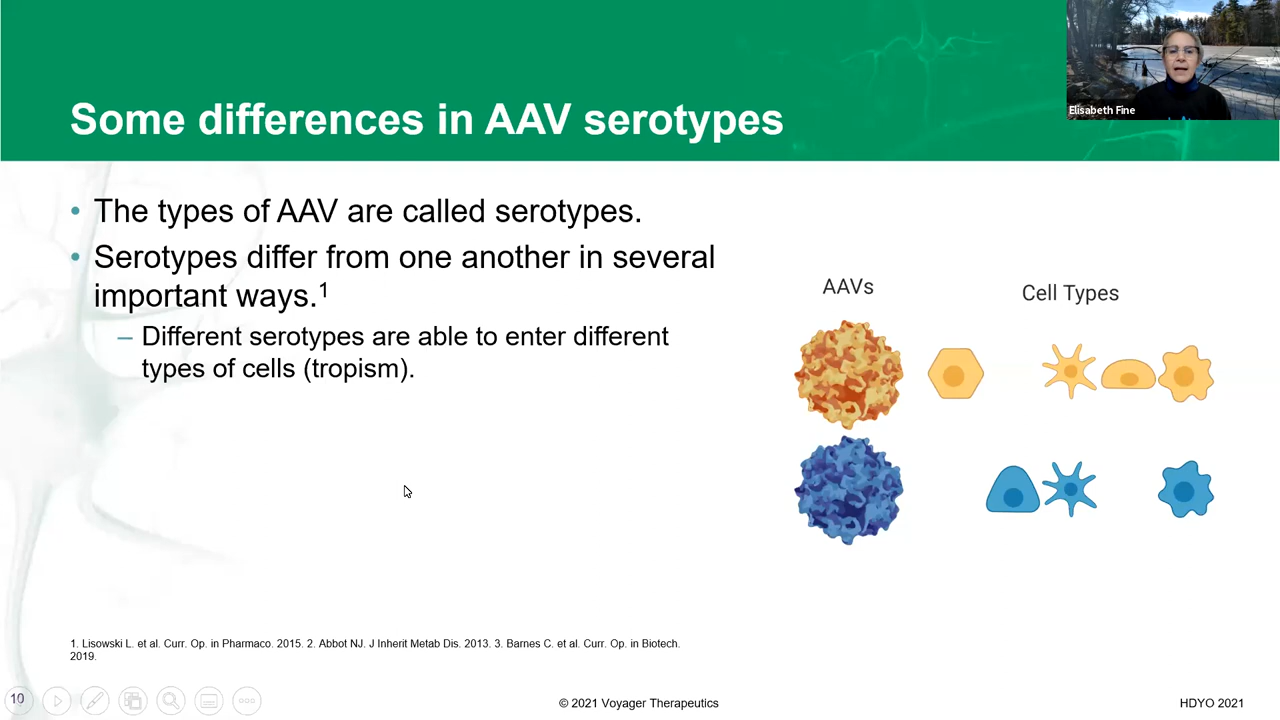 Elisabeth Fine
Some differences in AAV serotypes
• The types of AAV are called serotypes.
• Serotypes differ from one another in several
important ways.1
– Different serotypes are able to enter different
types of cells (tropism).
AAVs
Cell Types
1. Lisowski L. et al. Curr. Op. in Pharmaco. 2015. 2. Abbot NJ. J Inherit Metab Dis. 2013. 3. Barnes C. et al. Curr. Op. in Biotech.
2019.
10
© 2021 Voyager Therapeutics
HDYO 2021